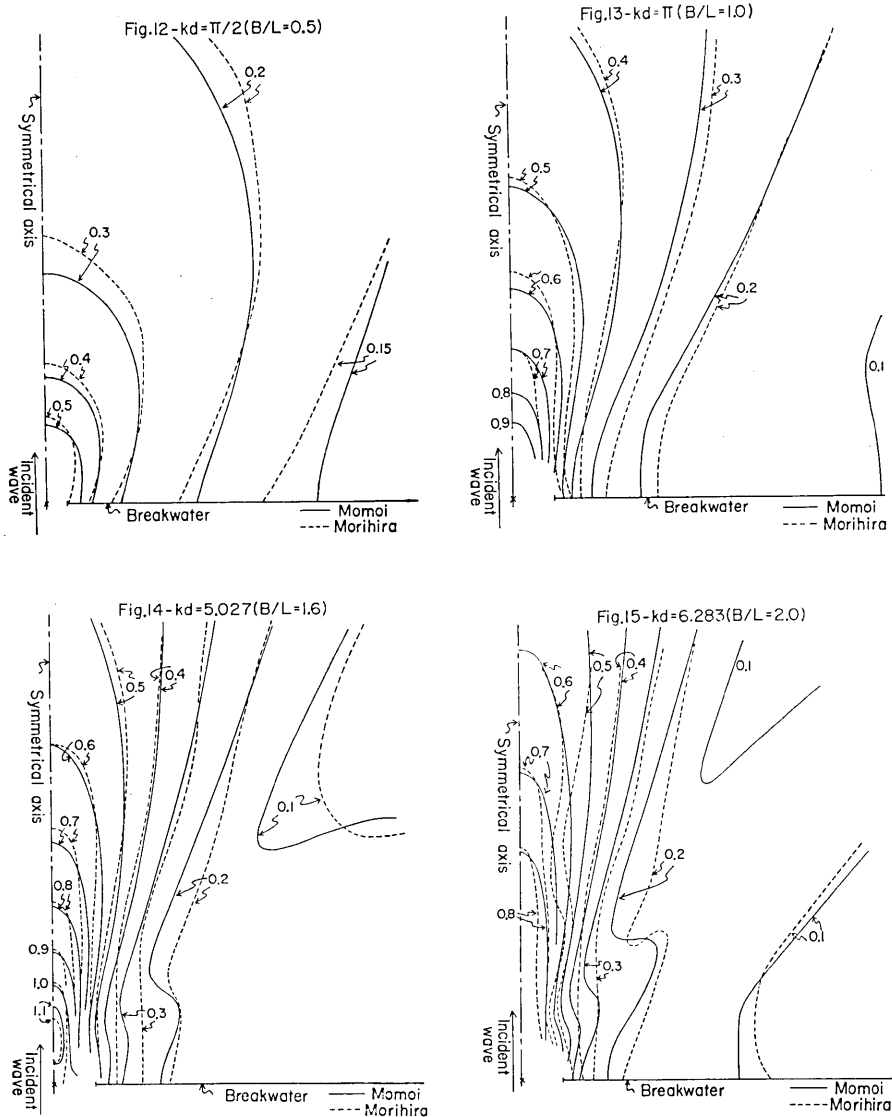 Fig.12-kd=π/2(B/L=0.5)
0.2
Symmetrical axis
0.3
0.4
0.5
0.15
Incident wave
Breakwater
Momoi
Morihira
Fig.13-kd=π(B/L=1.0)
0.4
0.3
Symmetrical axis
0.5
0.6
0.2
0.7
0.8
0.9
0.1
Incident wave
Breakwater
Momoi
Morihira
Fig.14-kd=5.027(B/L=1.6)
0.4
0.5
Symmetrical axis
0.6
0.7
0.1
0.8
0.2
0.9
1.0
1.1
0.3
Incident wave
Breakwater
Momoi
Morihira
Fig.15-kd=6.283(B/L=2.0)
0.6
0.5
0.4
0.1
Symmetrical axis
0.7
0.2
0.8
0.1
0.3
Incident wave
Breakwater
Momoi
Morihira